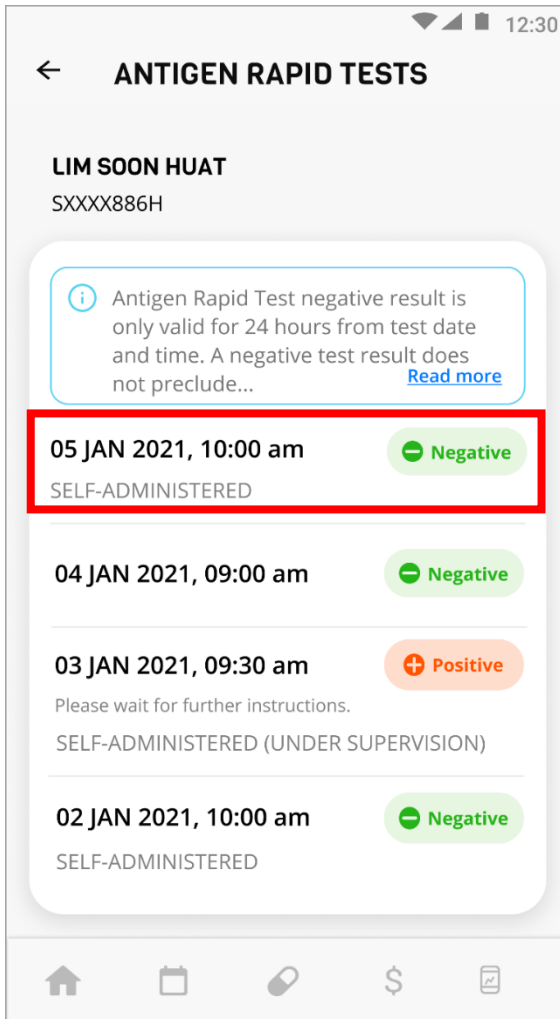 12:30
ANTIGEN RAPID TESTS
LIM SOON HUAT
SXXXX886H
Antigen Rapid Test negative result is
only valid for 24 hours from test date
and time. A negative test result does
not preclude... Read more
05 JAN 2021, 10:00 am Negative
SELF-ADMINISTERED
04 JAN 2021, 09:00 am Negative
03 JAN 2021, 09:30 am Positive
Please wait for further instructions.
SELF-ADMINISTERED (UNDER SUPERVISION)
02 JAN 2021, 10:00 am Negative
SELF-ADMINISTERED